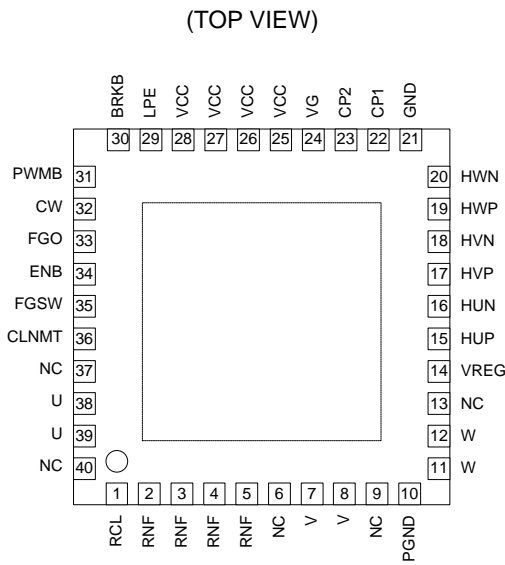 (TOP VIEW)
BRKB LPE VCC VCC VCC VCC VG CP2 CP1 GND
30 29 28 27 26 25 24 23 22 21
PWMB 31 20 HWN
CW 32 19 HWP
FGO 33 18 HVN
ENB 34 17 HVP
FGSW 35 16 HUN
CLNMT 36 15 HUP
NC 37 14 VREG
U 38 13 NC
U 39 12 W
NC 40 11 W
1 2 3 4 5 6 7 8 9 10
RCL RNF RNF RNF RNF NC V V NC PGND